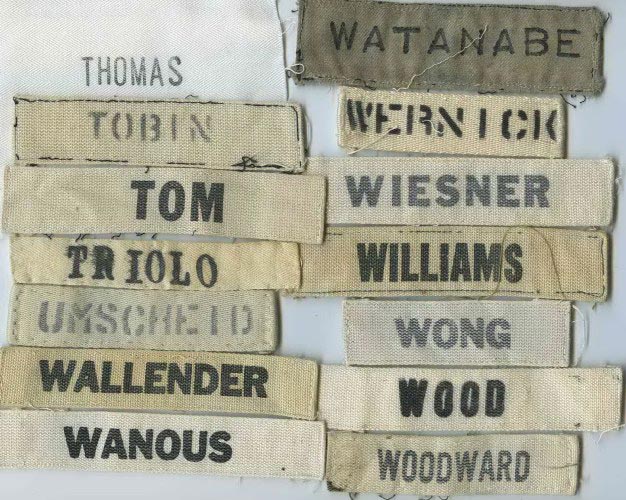 THOMAS
TOBIN
TOM
TRIOLO
UMSCHEID
WALLENDER
WANOUS
WATANABE
WERNICK
WIESNER
WILLIAMS
WONG
WOOD
WOODWARD